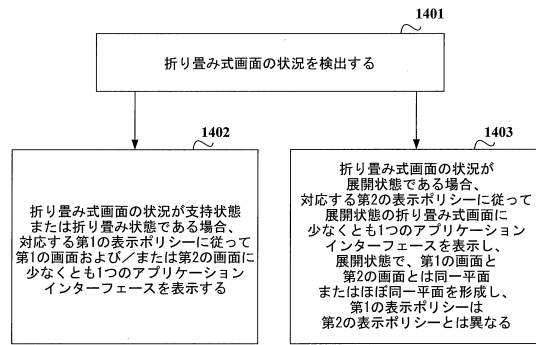 1401
折り畳み式画面の状況を検出する
1402
折り畳み式画面の状況が支持状態
または折り畳み状態である場合、
対応する第1の表示ポリシーに従って
第1の画面および／または第2の画面に
少なくとも1つのアプリケーション
インターフェースを表示する
1403
折り畳み式画面の状況が
展開状態である場合、
対応する第2の表示ポリシーに従って
展開状態の折り畳み式画面に
少なくとも1つのアプリケーション
インターフェースを表示し、
展開状態で、第1の画面と
第2の画面とは同一平面
またはほぼ同一平面を形成し、
第1の表示ポリシーは
第2の表示ポリシーとは異なる